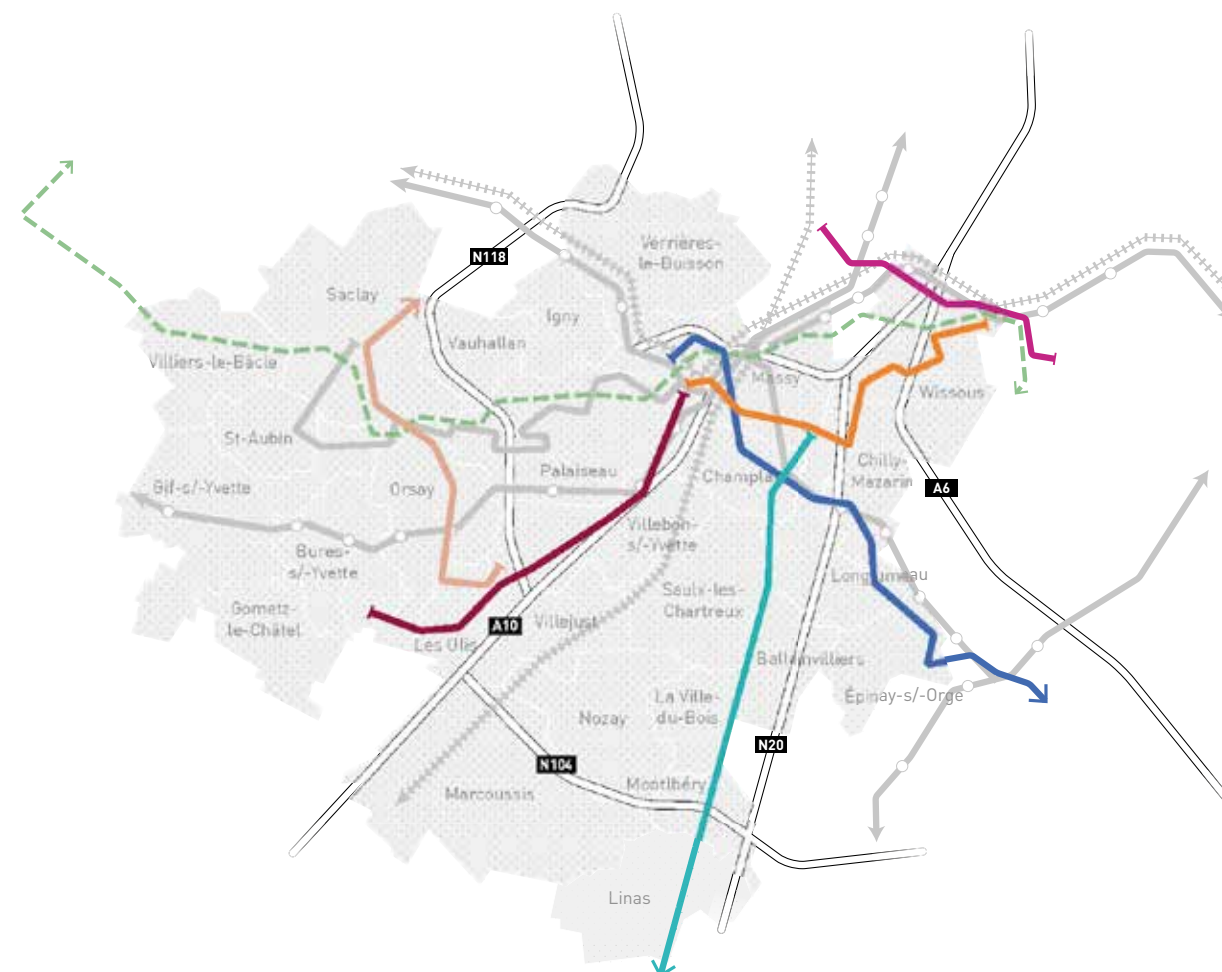 N118
Verrières-
le-Buisson
Saclay
Igny
Vauhallan
Villiers-le-Bâcle
Massy
Wissous
St-Aubin
Palaiseau
Chilly-
Mazarin
A6
Gif-s/-Yvette
Orsay
Villebon-
s/-Yvette
Bures-
s/-Yvette
Longjumeau
Saulx-les-
Chartreux
Gometz-
le-Châtel
A10
Villejust
Les Ulis
Ballainvilliers
La Ville-
du-Bois
Épinay-s/-Orge
Nozay
N20
N104
Marcoussis
Montlhéry
Linas